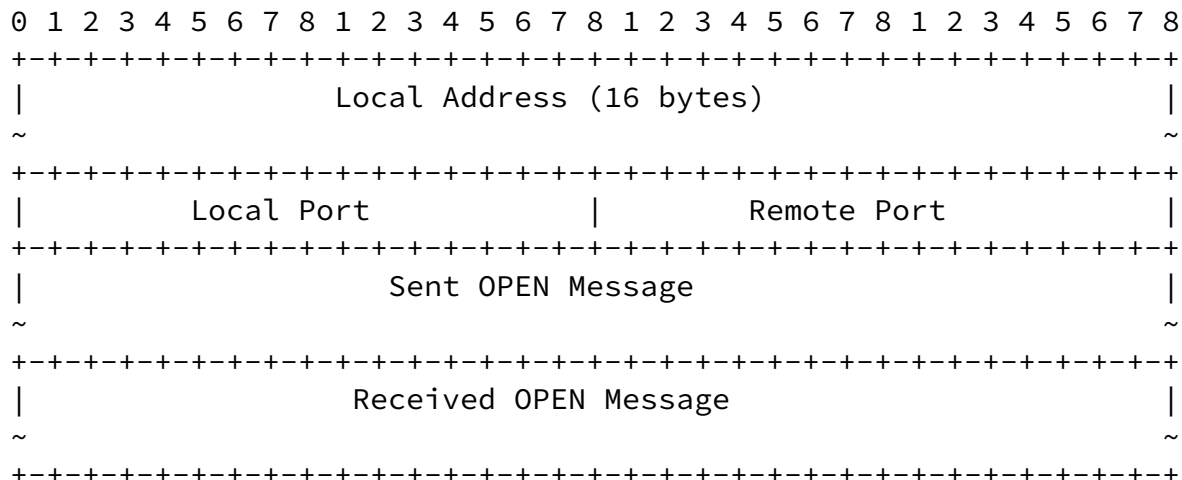 0 1 2 3 4 5 6 7 8 1 2 3 4 5 6 7 8 1 2 3 4 5 6 7 8 1 2 3 4 5 6 7 8
+-+-+-+-+-+-+-+-+-+-+-+-+-+-+-+-+-+-+-+-+-+-+-+-+-+-+-+-+-+-+-+-+
|                 Local Address (16 bytes)                      |
~                                                               ~
+-+-+-+-+-+-+-+-+-+-+-+-+-+-+-+-+-+-+-+-+-+-+-+-+-+-+-+-+-+-+-+-+
|         Local Port            |        Remote Port            |
+-+-+-+-+-+-+-+-+-+-+-+-+-+-+-+-+-+-+-+-+-+-+-+-+-+-+-+-+-+-+-+-+
|                    Sent OPEN Message                          |
~                                                               ~
+-+-+-+-+-+-+-+-+-+-+-+-+-+-+-+-+-+-+-+-+-+-+-+-+-+-+-+-+-+-+-+-+
|                  Received OPEN Message                        |
~                                                               ~
+-+-+-+-+-+-+-+-+-+-+-+-+-+-+-+-+-+-+-+-+-+-+-+-+-+-+-+-+-+-+-+-+